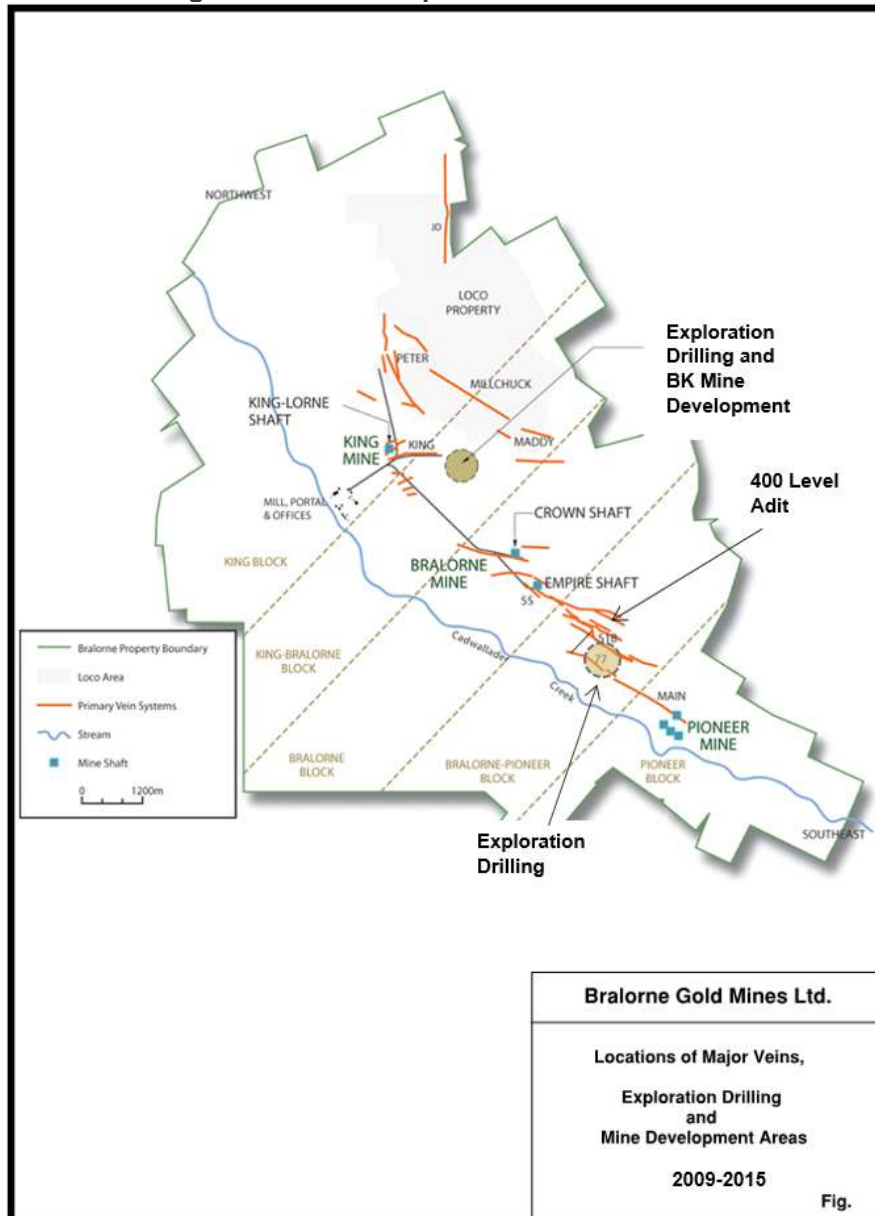 NORTHWEST
JD
LOCO
PROPERTY
Exploration
Drilling and
BK Mine
Development
PETER
MILLCHUCK
KING-LORNE
SHAFT
KING
MINE
KING
MADDY
400 Level
Adit
MILL, PORTAL
& OFFICES
CROWN SHAFT
KING BLOCK
BRALORNE
MINE
EMPIRE SHAFT
55
51B
77
Cadwallader
Creek
KING-BRALORNE
BLOCK
MAIN
PIONEER
MINE
BRALORNE
BLOCK
BRALORNE-PIONEER
BLOCK
PIONEER
BLOCK
SOUTHEAST
Exploration
Drilling
Bralorne Property Boundary
Loco Area
Primary Vein Systems
Stream
Mine Shaft
0 1200m
Bralorne Gold Mines Ltd.
Locations of Major Veins,
Exploration Drilling
and
Mine Development Areas
2009-2015
Fig.